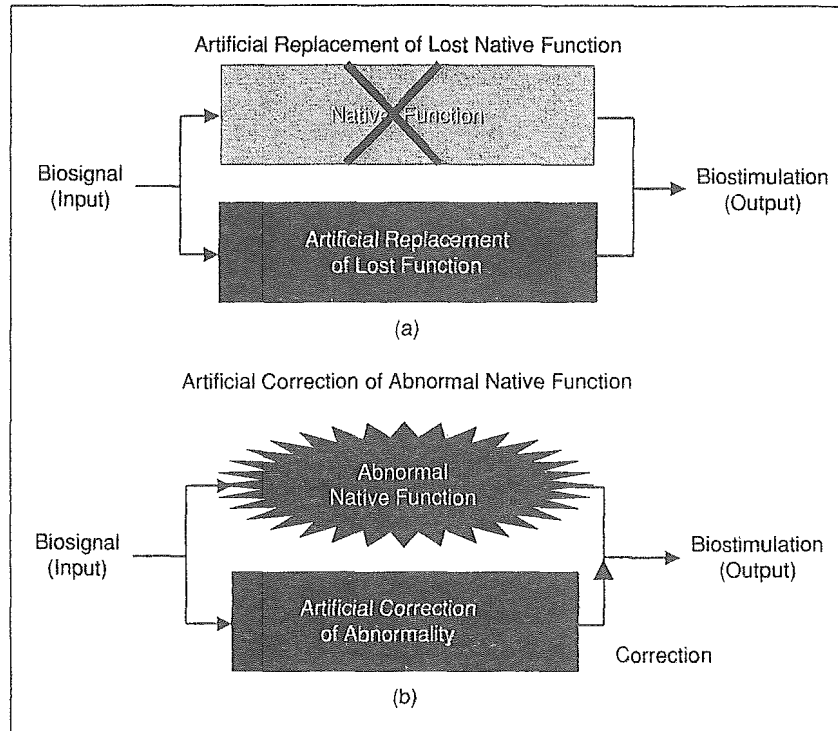 Artificial Replacement of Lost Native Function
Native Function
Biosignal
(Input)
Biostimulation
(Output)
Artificial Replacement
of Lost Function
(a)
Artificial Correction of Abnormal Native Function
Abnormal
Native Function
Biosignal
(Input)
Biostimulation
(Output)
Artificial Correction
of Abnormality
Correction
(b)